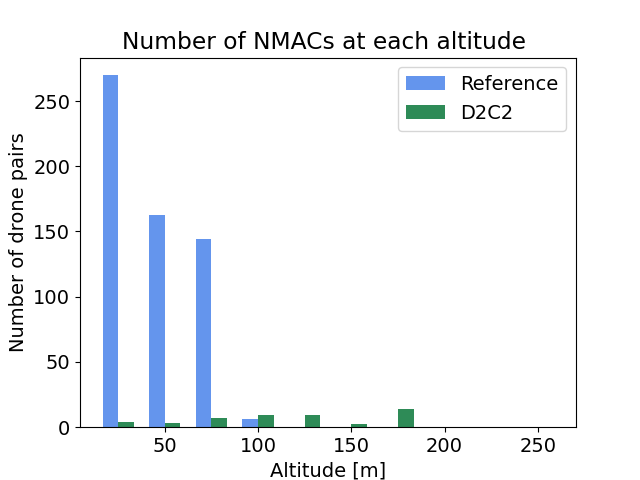 Number of NMACs at each altitude
Reference
D2C2
Number of drone pairs
250
200
150
100
50
0
50 100 150 200 250
Altitude [m]